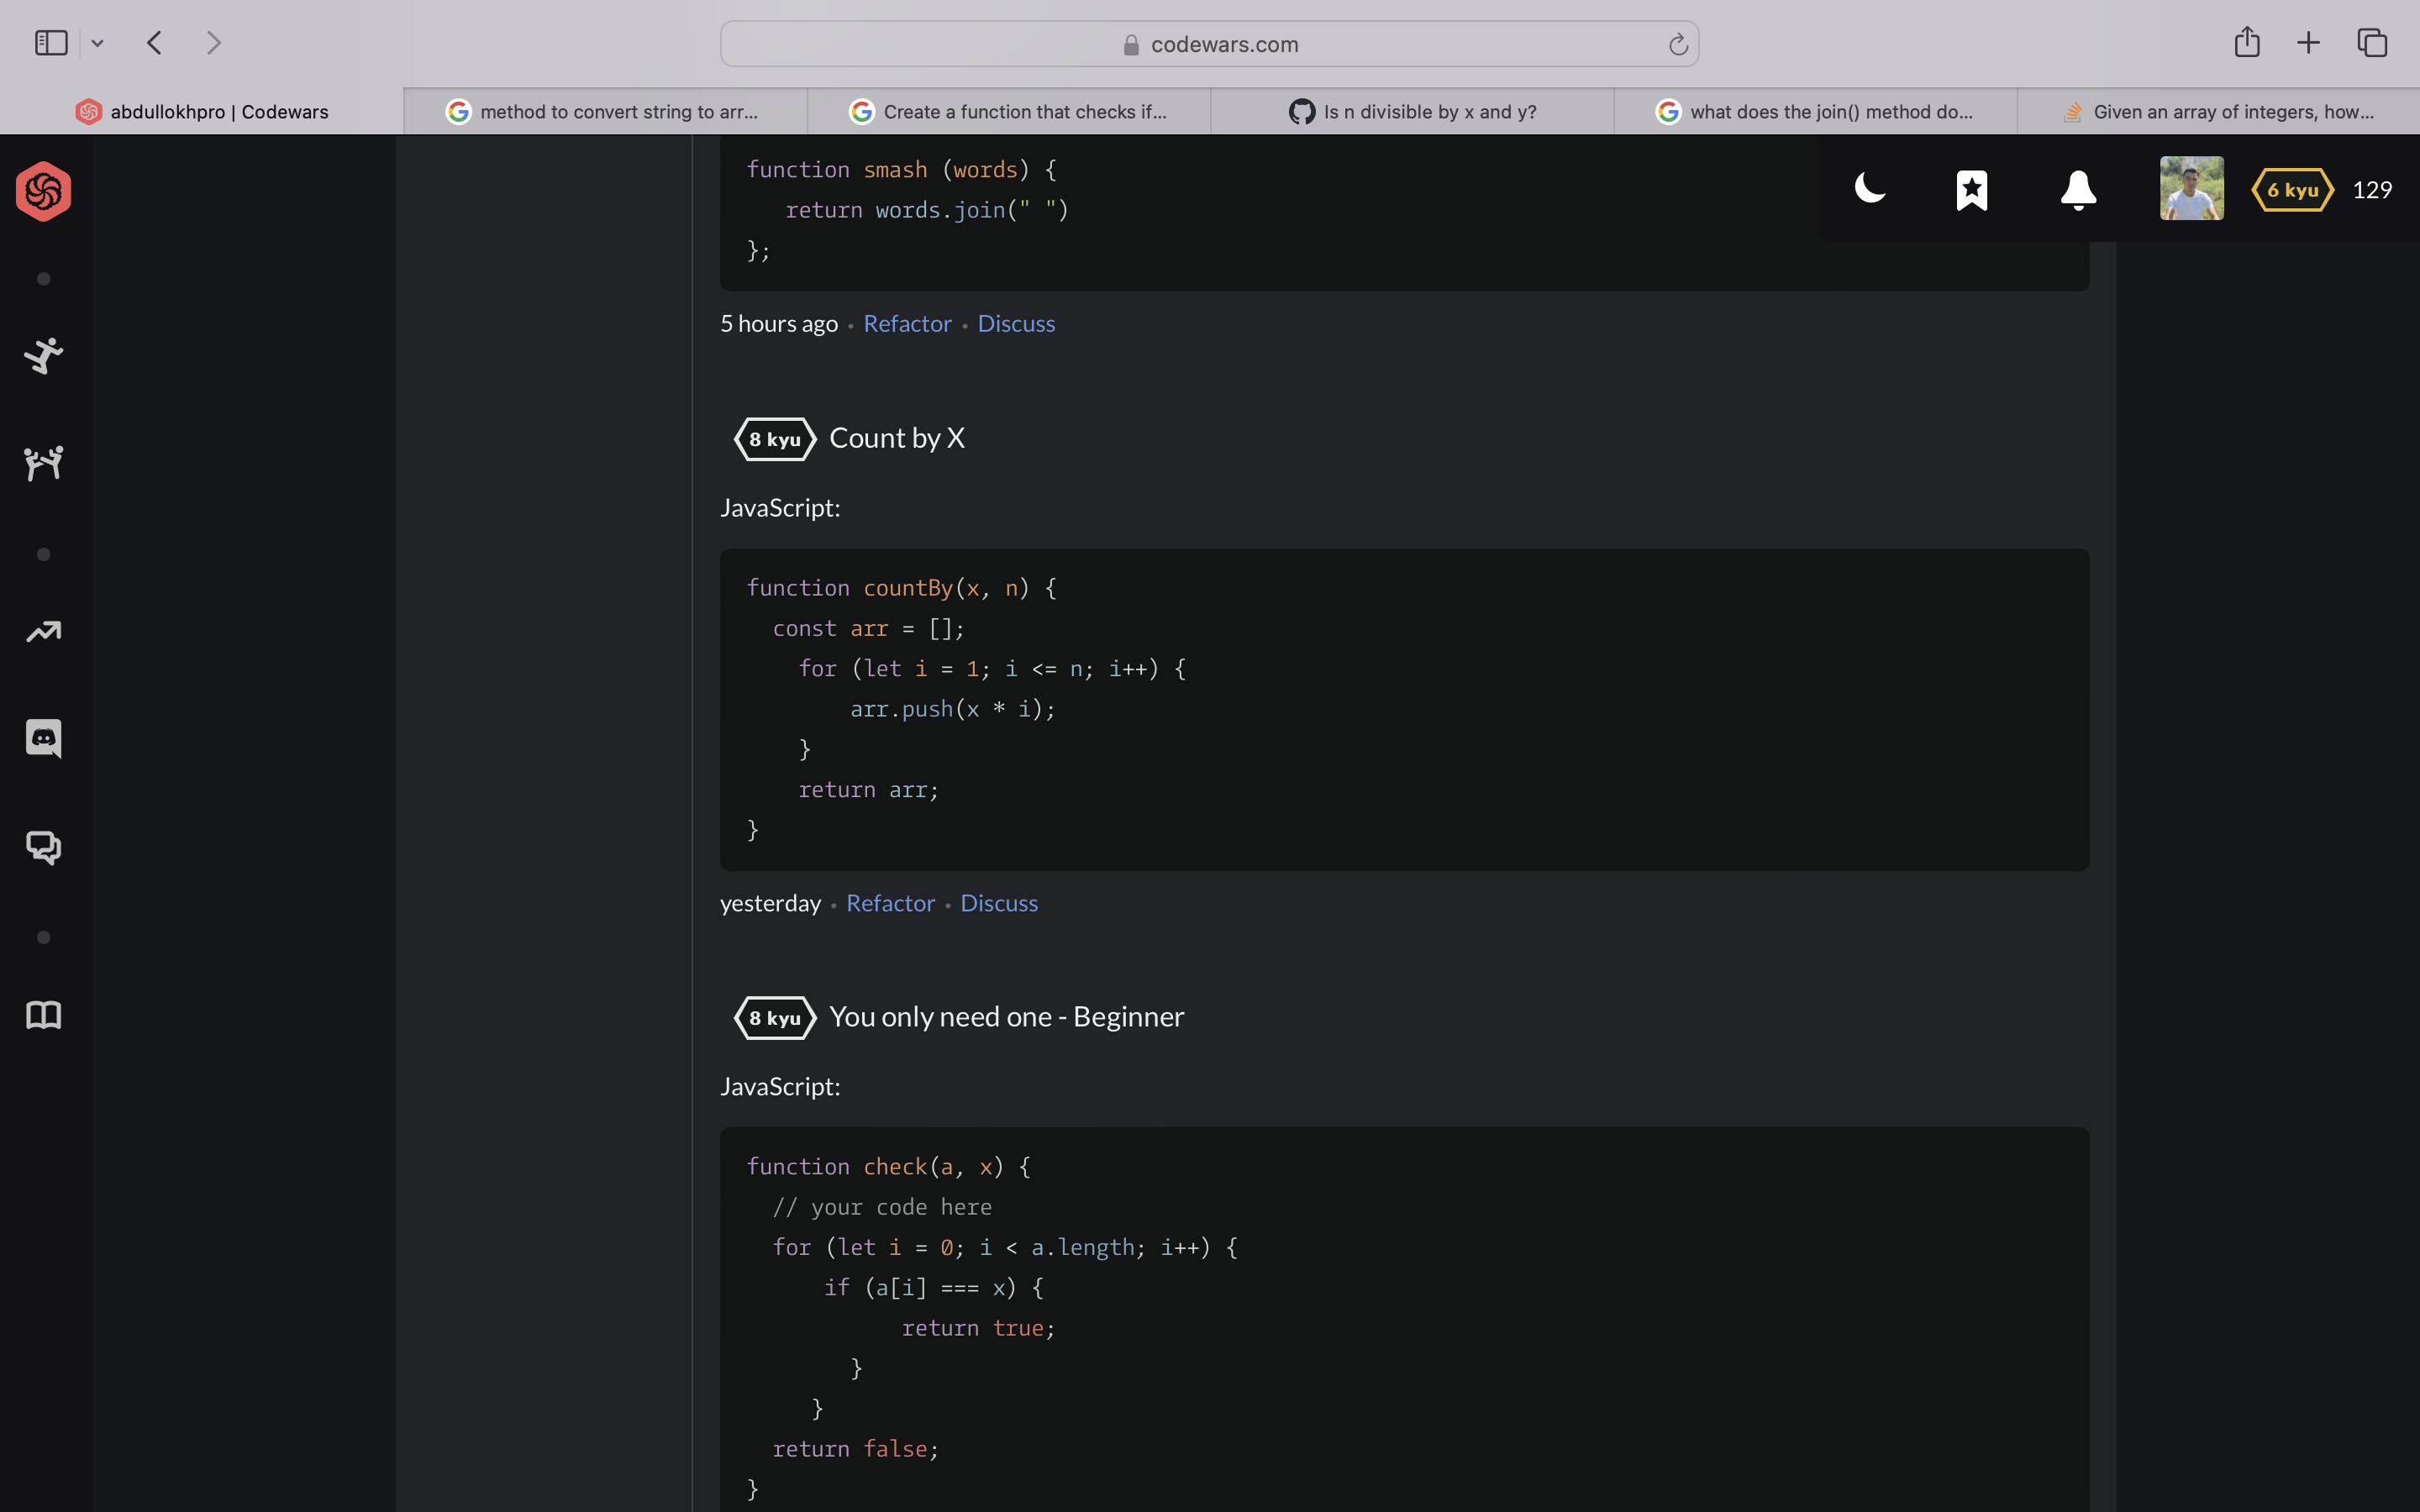 codewars.com
abdullokhpro | Codewars
method to convert string to arr...
Create a function that checks if...
Is n divisible by x and y?
what does the join() method do...
Given an array of integers, how...
6 kyu 129
function smash (words) {
return words.join(" ")
};
5 hours ago • Refactor • Discuss
8 kyu Count by X
JavaScript:
function countBy(x, n) {
const arr = [];
for (let i = 1; i <= n; i++) {
arr.push(x * i);
}
return arr;
}
yesterday • Refactor • Discuss
8 kyu You only need one - Beginner
JavaScript:
function check(a, x) {
// your code here
for (let i = 0; i < a.length; i++) {
if (a[i] === x) {
return true;
}
}
return false;
}